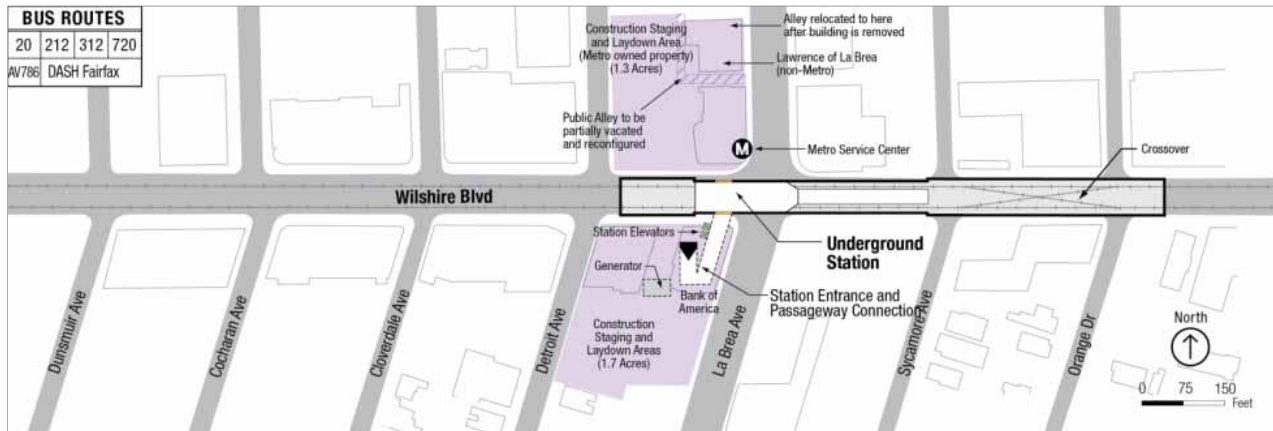 BUS ROUTES
20 212 312 720
AV786 DASH Fairfax
Construction Staging
and Laydown Area
(Metro owned property)
(1.3 Acres)
Alley relocated to here
after building is removed
Lawrence of La Brea
(non-Metro)
Public Alley to be
partially vacated
and reconfigured
M
Metro Service Center
Crossover
Wilshire Blvd
Station Elevators
Generator
Bank of
America
Underground
Station
Station Entrance and
Passageway Connection
Construction
Staging and
Laydown Areas
(1.7 Acres)
Dunsmuir Ave
Cocharan Ave
Cloverdale Ave
Detroit Ave
La Brea Ave
Sycamore Ave
Orange Dr
North
0 75 150
Feet